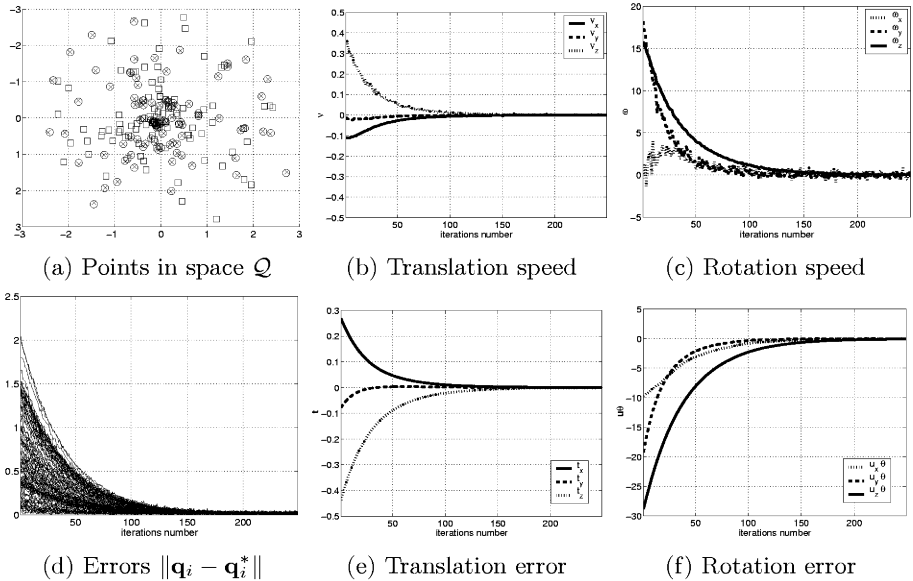 −3
−2
−1
0
1
2
3
−3 −2 −1 0 1 2 3
(a) Points in space Q
0.5
0.4
0.3
0.2
0.1
0
−0.1
−0.2
−0.3
−0.4
−0.5
v
50 100 150 200
iterations number
v_x
v_y
v_z
(b) Translation speed
20
15
10
5
0
−5
ω
50 100 150 200
iterations number
ω_x
ω_y
ω_z
(c) Rotation speed
2.5
2
1.5
1
0.5
0
50 100 150 200
iterations number
(d) Errors ‖q_i − q_i^*‖
0.3
0.2
0.1
0
−0.1
−0.2
−0.3
−0.4
−0.5
t
50 100 150 200
iterations number
t_x
t_y
t_z
(e) Translation error
5
0
−5
−10
−15
−20
−25
−30
uθ
50 100 150 200
iterations number
u_x θ
u_y θ
u_z θ
(f) Rotation error